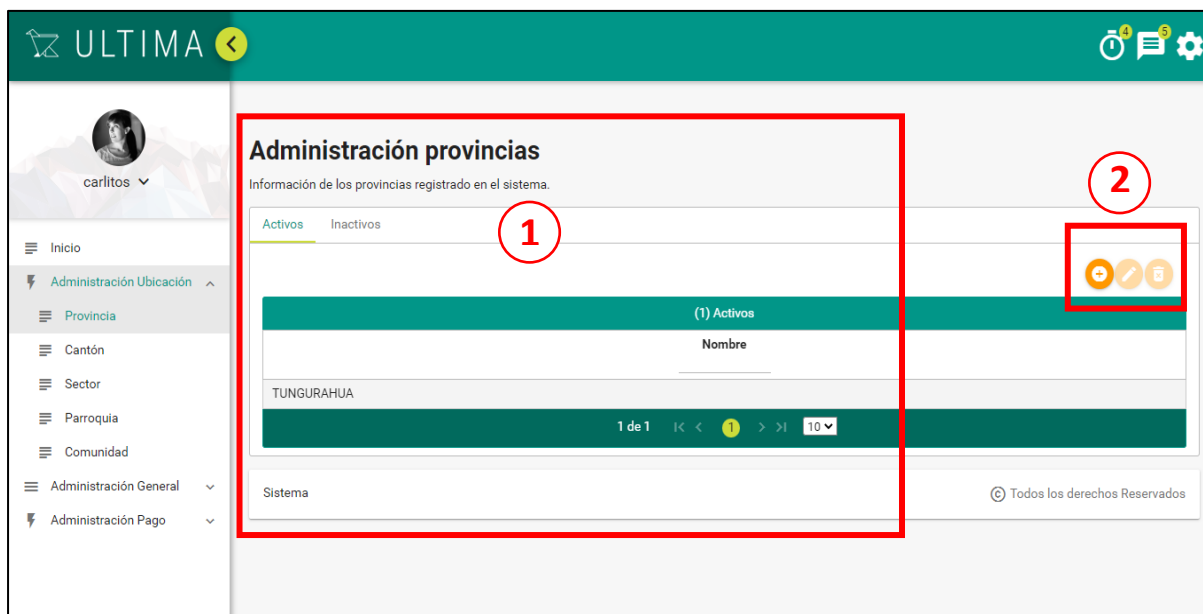 ULTIMA
4
5
carlitos
Inicio
Administración Ubicación
Provincia
Cantón
Sector
Parroquia
Comunidad
Administración General
Administración Pago
Administración provincias
Información de los provincias registrado en el sistema.
Activos Inactivos
1
2
(1) Activos
Nombre
TUNGURAHUA
1 de 1 1 10
Sistema © Todos los derechos Reservados